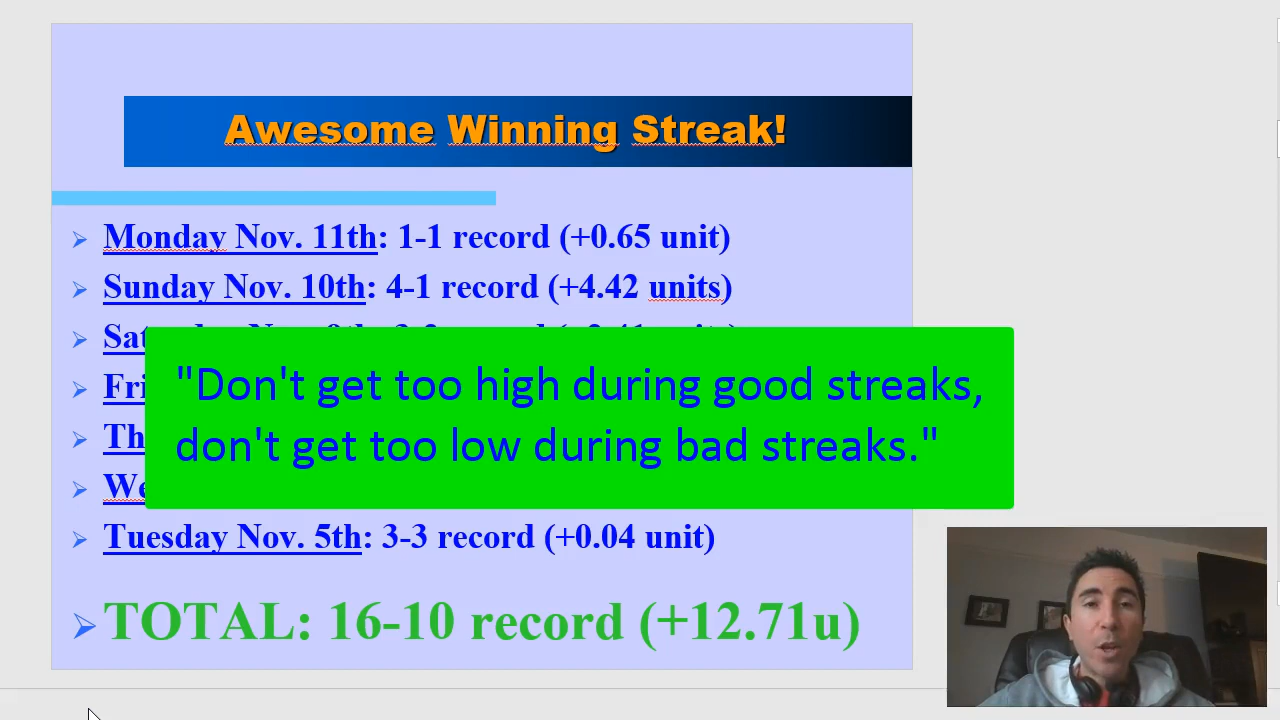 Awesome Winning Streak!
Monday Nov. 11th: 1-1 record (+0.65 unit)
Sunday Nov. 10th: 4-1 record (+4.42 units)
"Don't get too high during good streaks,
don't get too low during bad streaks."
Tuesday Nov. 5th: 3-3 record (+0.04 unit)
TOTAL: 16-10 record (+12.71u)